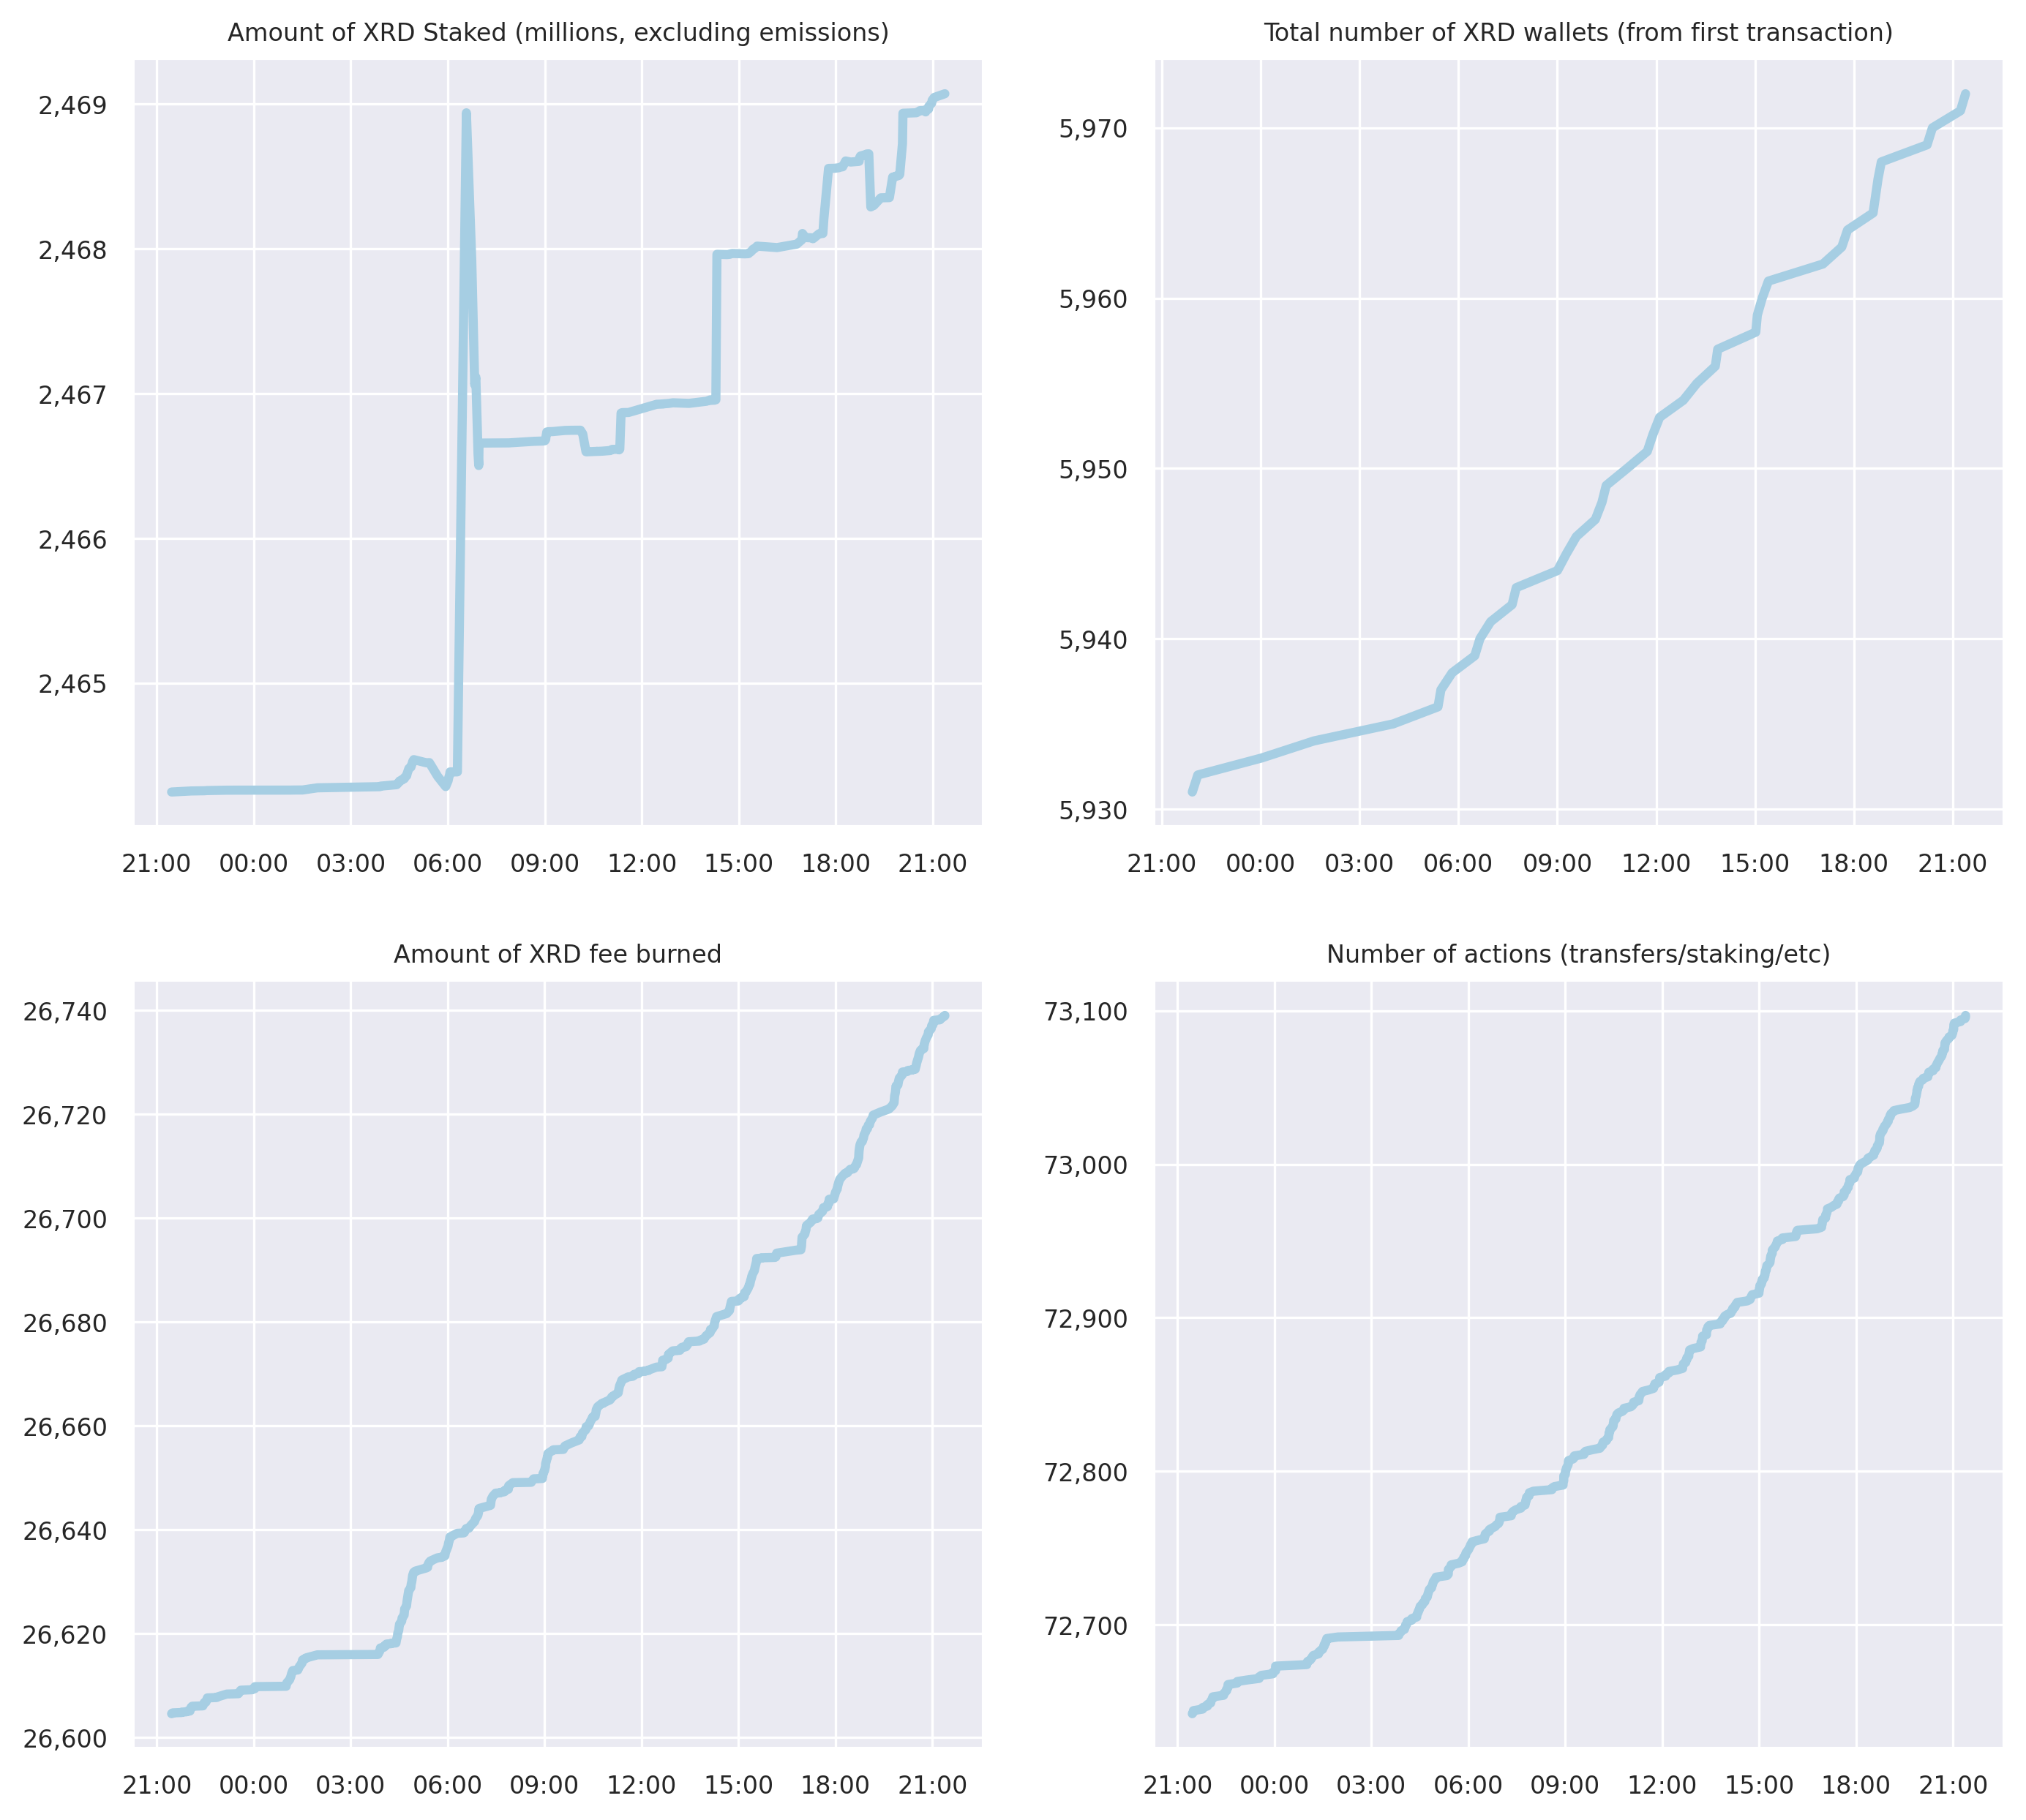 Amount of XRD Staked (millions, excluding emissions)
2,469
2,468
2,467
2,466
2,465
21:00 00:00 03:00 06:00 09:00 12:00 15:00 18:00 21:00
Total number of XRD wallets (from first transaction)
5,970
5,960
5,950
5,940
5,930
21:00 00:00 03:00 06:00 09:00 12:00 15:00 18:00 21:00
Amount of XRD fee burned
26,740
26,720
26,700
26,680
26,660
26,640
26,620
26,600
21:00 00:00 03:00 06:00 09:00 12:00 15:00 18:00 21:00
Number of actions (transfers/staking/etc)
73,100
73,000
72,900
72,800
72,700
21:00 00:00 03:00 06:00 09:00 12:00 15:00 18:00 21:00